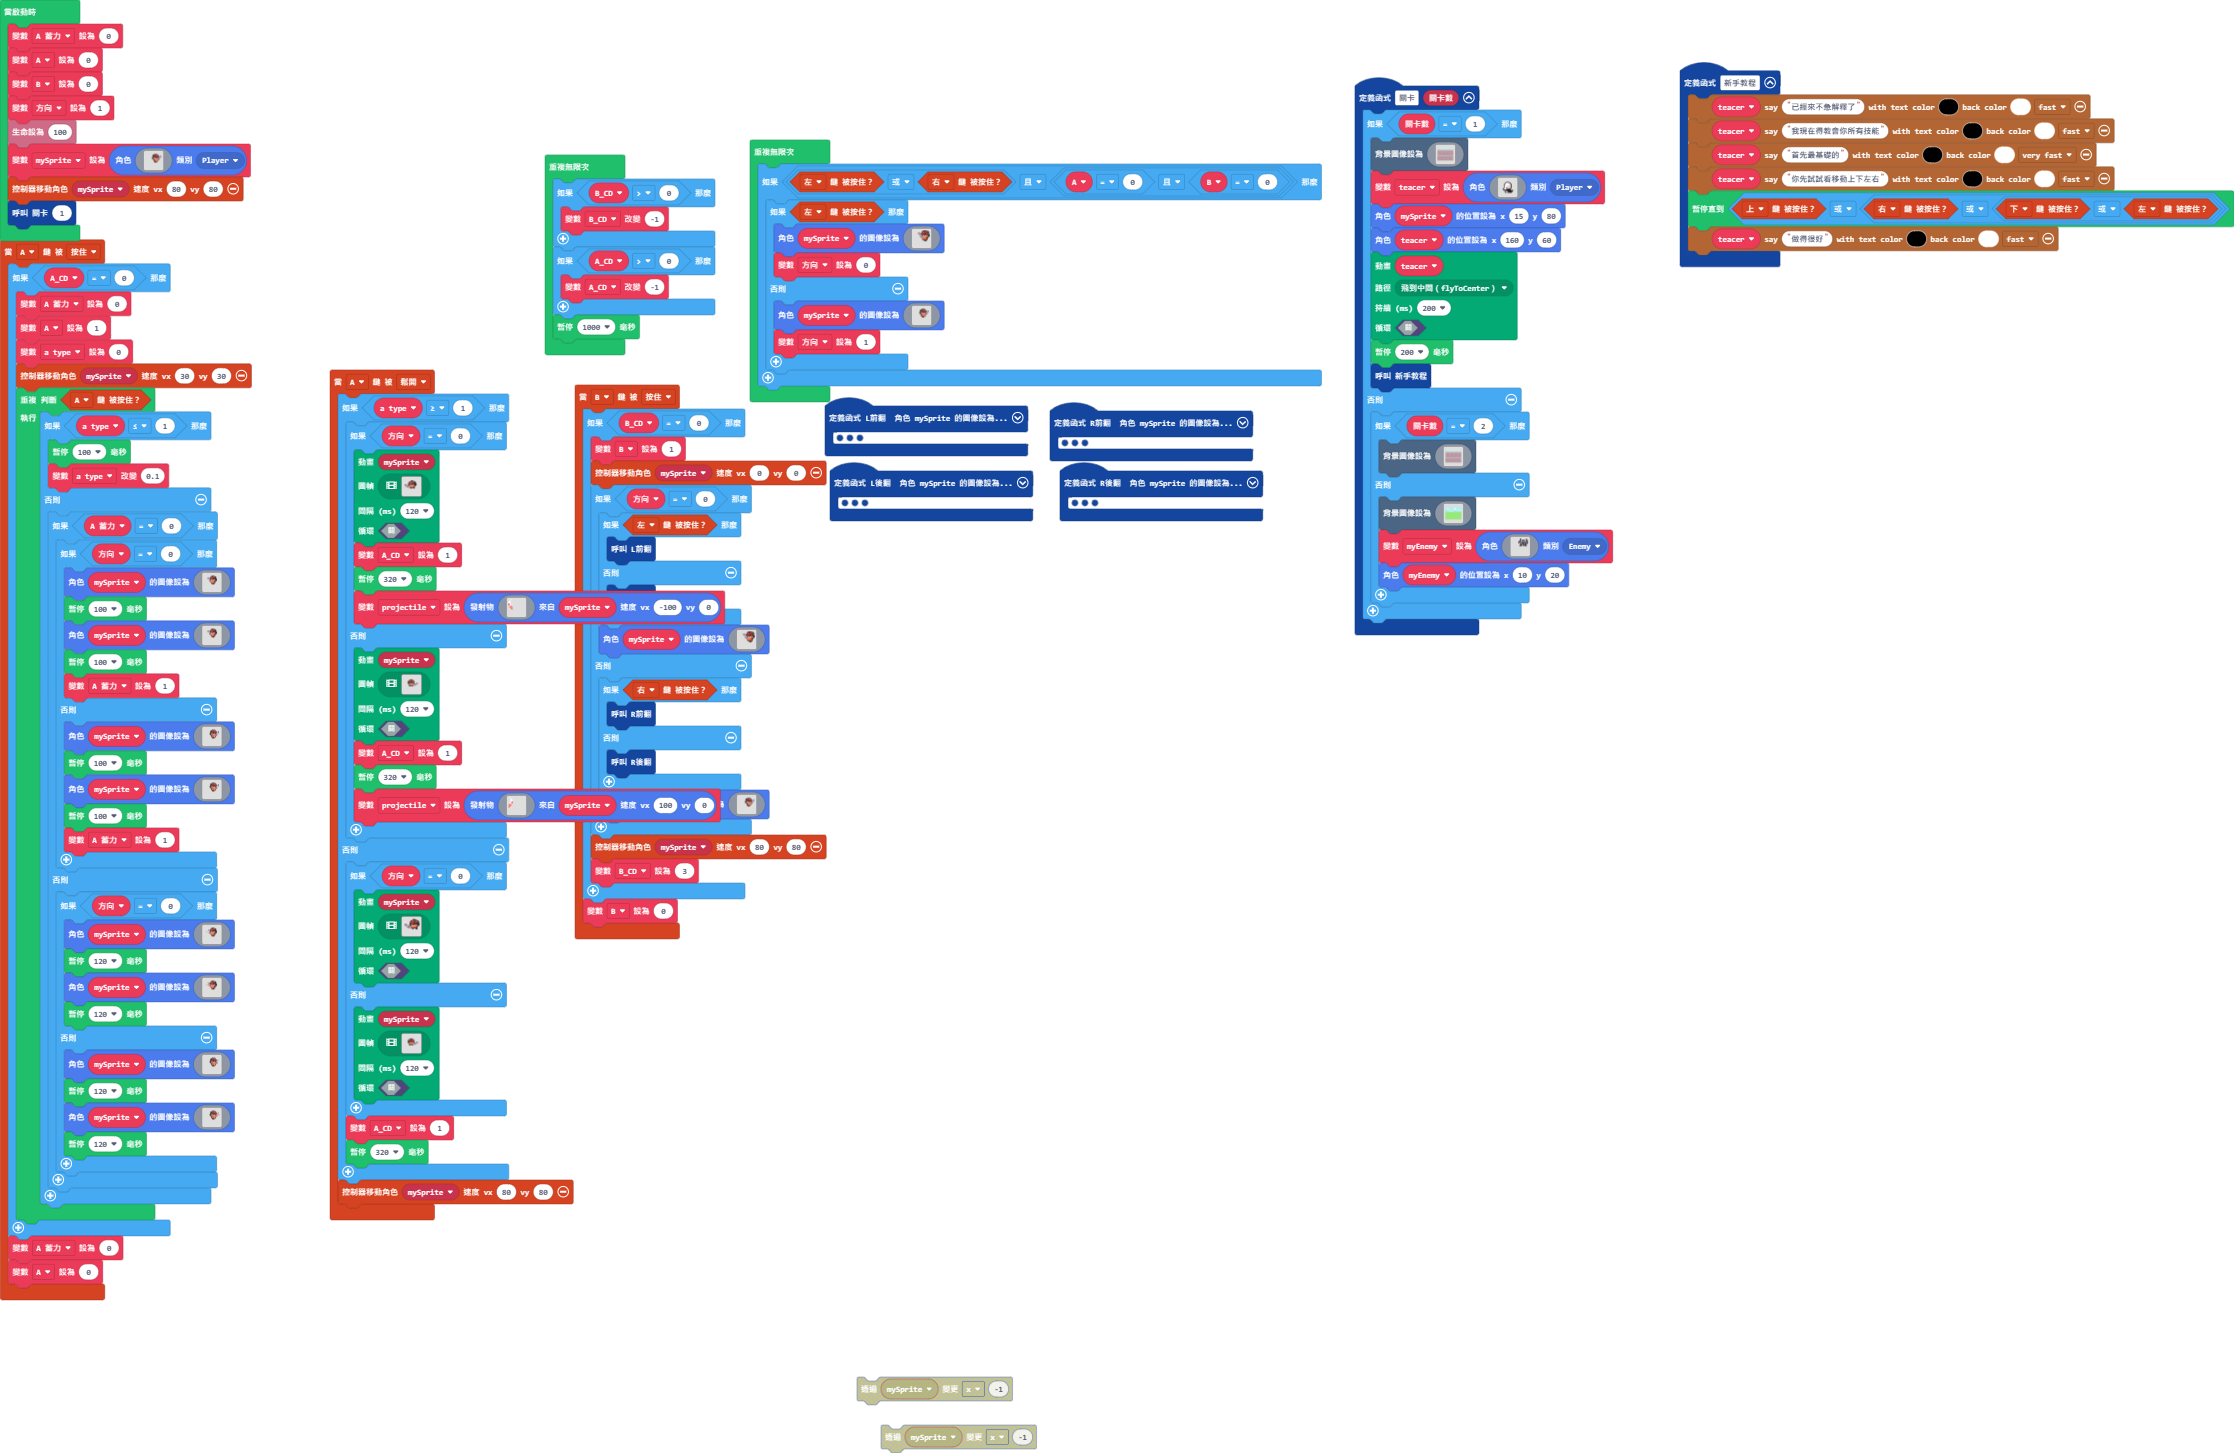 當啟動時
變數 A 蓄力 設為 0
變數 A 設為 0
變數 B 設為 0
變數 方向 設為 1
生命設為 100
變數 mySprite 設為 角色 類別 Player
控制器移動角色 mySprite 速度 vx 80 vy 80
呼叫 關卡 1
當 A 鍵 被 按住
如果 A_CD = 0 那麼
變數 A 蓄力 設為 0
變數 A 設為 1
變數 a type 設為 0
控制器移動角色 mySprite 速度 vx 30 vy 30
重複 判斷 A 鍵 被按住？
執行
如果 a type ≤ 1 那麼
暫停 100 毫秒
變數 a type 改變 0.1
否則
如果 A 蓄力 = 0 那麼
如果 方向 = 0 那麼
角色 mySprite 的圖像設為
暫停 100 毫秒
角色 mySprite 的圖像設為
暫停 100 毫秒
變數 A 蓄力 設為 1
否則
角色 mySprite 的圖像設為
暫停 100 毫秒
角色 mySprite 的圖像設為
暫停 100 毫秒
變數 A 蓄力 設為 1
否則
如果 方向 = 0 那麼
角色 mySprite 的圖像設為
暫停 120 毫秒
角色 mySprite 的圖像設為
暫停 120 毫秒
否則
角色 mySprite 的圖像設為
暫停 120 毫秒
角色 mySprite 的圖像設為
暫停 120 毫秒
變數 A 蓄力 設為 0
變數 A 設為 0
當 A 鍵 被 鬆開
如果 a type ≥ 1 那麼
如果 方向 = 0 那麼
動畫 mySprite
圖幀
間隔 (ms) 120
循環
變數 A_CD 設為 1
暫停 320 毫秒
變數 projectile 設為 發射物 來自 mySprite 速度 vx -100 vy 0
否則
動畫 mySprite
圖幀
間隔 (ms) 120
循環
變數 A_CD 設為 1
暫停 320 毫秒
變數 projectile 設為 發射物 來自 mySprite 速度 vx 100 vy 0
否則
如果 方向 = 0 那麼
動畫 mySprite
圖幀
間隔 (ms) 120
循環
否則
動畫 mySprite
圖幀
間隔 (ms) 120
循環
變數 A_CD 設為 1
暫停 320 毫秒
控制器移動角色 mySprite 速度 vx 80 vy 80
重複無限次
如果 B_CD > 0 那麼
變數 B_CD 改變 -1
如果 A_CD > 0 那麼
變數 A_CD 改變 -1
暫停 1000 毫秒
當 B 鍵 被 按住
如果 B_CD = 0 那麼
變數 B 設為 1
控制器移動角色 mySprite 速度 vx 0 vy 0
如果 方向 = 0 那麼
如果 左 鍵 被按住？ 那麼
呼叫 L前翻
否則
角色 mySprite 的圖像設為
否則
如果 右 鍵 被按住？ 那麼
呼叫 R前翻
否則
呼叫 R後翻
控制器移動角色 mySprite 速度 vx 80 vy 80
變數 B_CD 設為 3
變數 B 設為 0
重複無限次
如果 左 鍵 被按住？ 或 右 鍵 被按住？ 且 A = 0 且 B = 0 那麼
如果 左 鍵 被按住？ 那麼
角色 mySprite 的圖像設為
變數 方向 設為 0
否則
角色 mySprite 的圖像設為
變數 方向 設為 1
定義函式 L前翻 角色 mySprite 的圖像設為...
定義函式 R前翻 角色 mySprite 的圖像設為...
定義函式 L後翻 角色 mySprite 的圖像設為...
定義函式 R後翻 角色 mySprite 的圖像設為...
定義函式 關卡 關卡數
如果 關卡數 = 1 那麼
背景圖像設為
變數 teacer 設為 角色 類別 Player
角色 mySprite 的位置設為 x 15 y 80
角色 teacer 的位置設為 x 160 y 60
動畫 teacer
路徑 飛到中間 (flyToCenter)
持續 (ms) 200
循環
暫停 200 毫秒
呼叫 新手教程
否則
如果 關卡數 = 2 那麼
背景圖像設為
否則
背景圖像設為
變數 myEnemy 設為 角色 類別 Enemy
角色 myEnemy 的位置設為 x 10 y 20
定義函式 新手教程
teacer say "已經來不急解釋了" with text color back color fast
teacer say "我現在得教會你所有技能" with text color back color fast
teacer say "首先最基礎的" with text color back color very fast
teacer say "你先試試看移動上下左右" with text color back color fast
暫停直到 上 鍵 被按住？ 或 右 鍵 被按住？ 或 下 鍵 被按住？ 或 左 鍵 被按住？
teacer say "做得很好" with text color back color fast
透過 mySprite 變更 x -1
透過 mySprite 變更 x -1